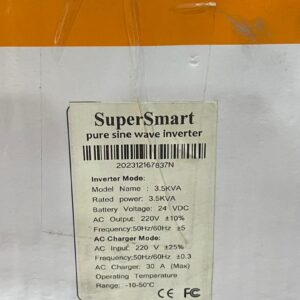 SuperSmart
pure sine wave inverter
202312167837N
Inverter Mode:
Model Name : 3.5KVA
Rated power: 3.5KVA
Battery Voltage: 24 VDC
AC Output: 220V ±10%
Frequency:50Hz/60Hz ±5
AC Charger Mode:
AC Input: 220 V ±25%
Frequency:50Hz/60Hz ±0.3
AC Charger: 30 A (Max)
Operating Temperature
Range: -10-50℃
CE FC